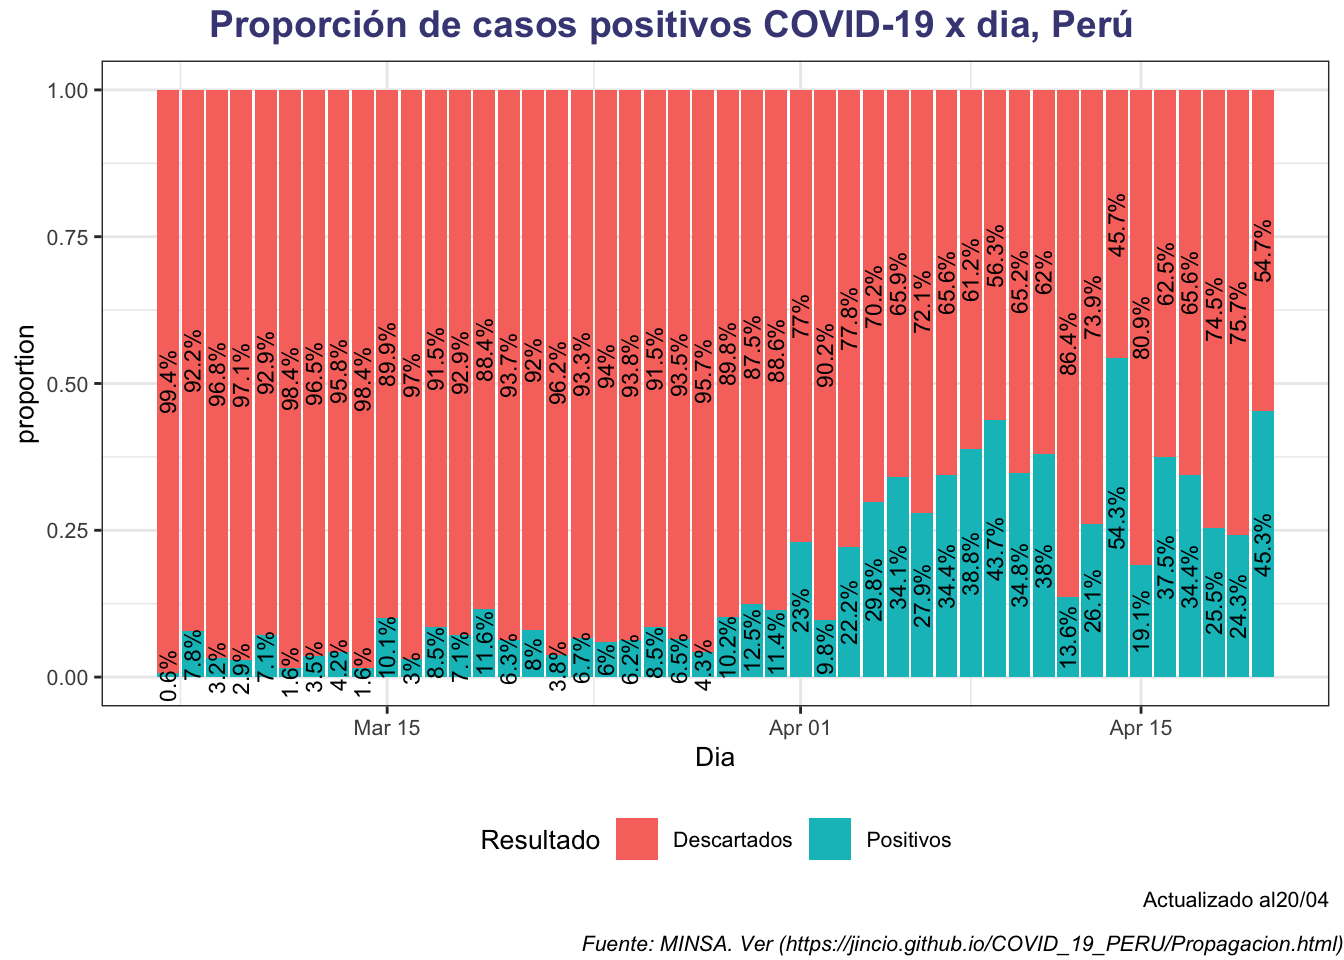 Proporción de casos positivos COVID-19 x dia, Perú
1.00
0.75
0.50
0.25
0.00
proportion
99.4% 92.2% 96.8% 97.1% 92.9% 98.4% 96.5% 95.8% 98.4% 89.9% 97% 91.5% 92.9% 88.4% 93.7% 92% 96.2% 93.3% 94% 93.8% 91.5% 93.5% 95.7% 89.8% 87.5% 88.6% 77% 90.2% 77.8% 70.2% 65.9% 72.1% 65.6% 61.2% 56.3% 65.2% 62% 86.4% 73.9% 45.7% 80.9% 62.5% 65.6% 74.5% 75.7% 54.7%
0.6% 7.8% 3.2% 2.9% 7.1% 1.6% 3.5% 4.2% 1.6% 10.1% 3% 8.5% 7.1% 11.6% 6.3% 8% 3.8% 6.7% 6% 6.2% 8.5% 6.5% 4.3% 10.2% 12.5% 11.4% 23% 9.8% 22.2% 29.8% 34.1% 27.9% 34.4% 38.8% 43.7% 34.8% 38% 13.6% 26.1% 54.3% 19.1% 37.5% 34.4% 25.5% 24.3% 45.3%
Mar 15 Apr 01 Apr 15
Dia
Resultado Descartados Positivos
Actualizado al20/04
Fuente: MINSA. Ver (https://jincio.github.io/COVID_19_PERU/Propagacion.html)